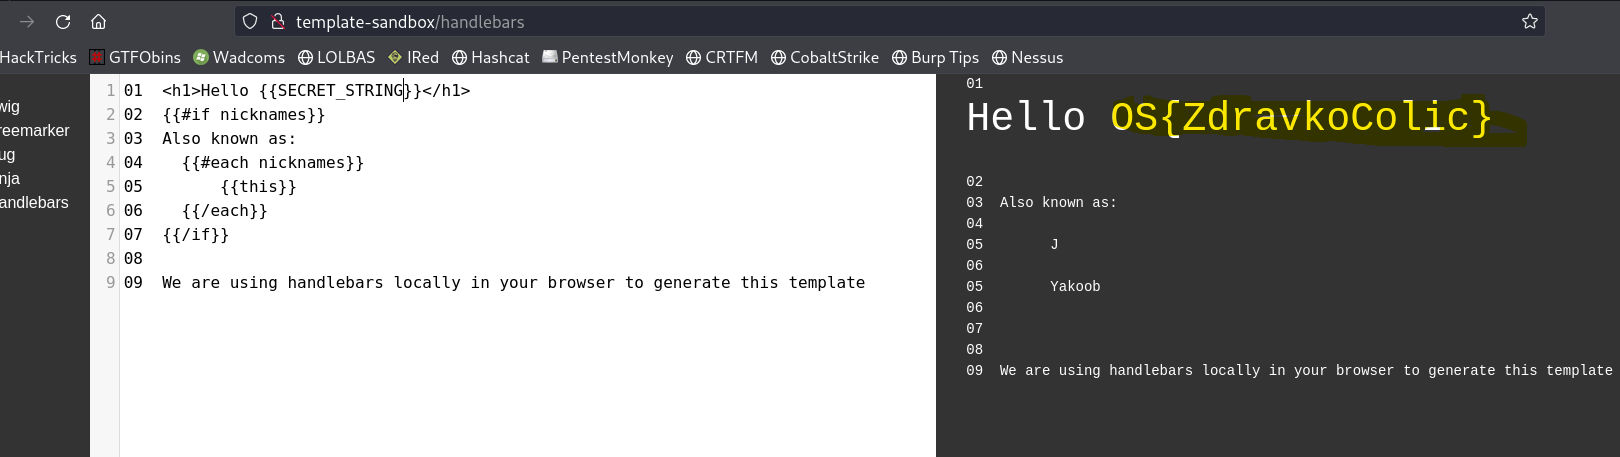 template-sandbox/handlebars
HackTricks GTFObins Wadcoms LOLBAS IRed Hashcat PentestMonkey CRTFM CobaltStrike Burp Tips Nessus
wig
reemarker
ug
nja
andlebars
1 01 <h1>Hello {{SECRET_STRING}}</h1>
2 02 {{#if nicknames}}
3 03 Also known as:
4 04   {{#each nicknames}}
5 05       {{this}}
6 06   {{/each}}
7 07 {{/if}}
8 08
9 09 We are using handlebars locally in your browser to generate this template
01
Hello OS{ZdravkoColic}
02
03 Also known as:
04
05 J
06
05 Yakoob
06
07
08
09 We are using handlebars locally in your browser to generate this template